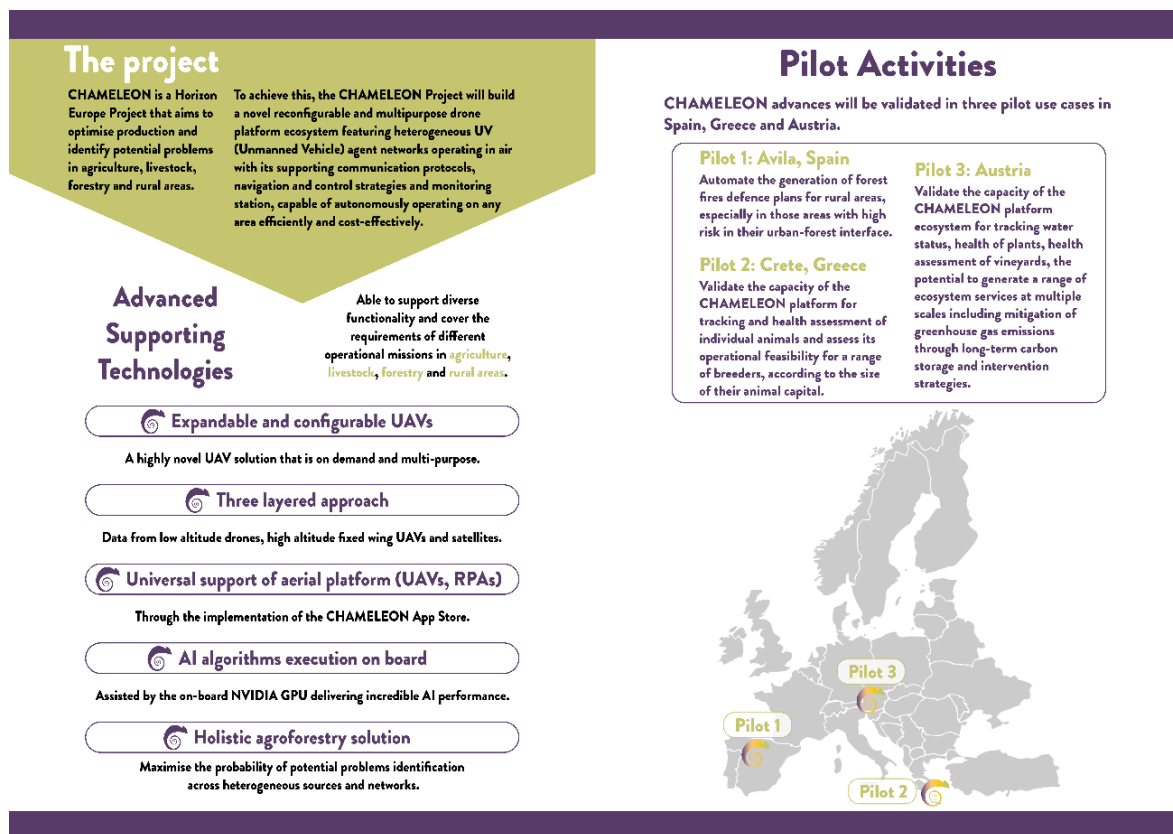 The project
CHAMELEON is a Horizon
Europe Project that aims to
optimise production and
identify potential problems
in agriculture, livestock,
forestry and rural areas.
To achieve this, the CHAMELEON Project will build
a novel reconfigurable and multipurpose drone
platform ecosystem featuring heterogeneous UV
(Unmanned Vehicle) agent networks operating in air
with its supporting communication protocols,
navigation and control strategies and monitoring
station, capable of autonomously operating on any
area efficiently and cost-effectively.
Advanced
Supporting
Technologies
Able to support diverse
functionality and cover the
requirements of different
operational missions in agriculture,
livestock, forestry and rural areas.
Expandable and configurable UAVs
A highly novel UAV solution that is on demand and multi-purpose.
Three layered approach
Data from low altitude drones, high altitude fixed wing UAVs and satellites.
Universal support of aerial platform (UAVs, RPAs)
Through the implementation of the CHAMELEON App Store.
AI algorithms execution on board
Assisted by the on-board NVIDIA GPU delivering incredible AI performance.
Holistic agroforestry solution
Maximise the probability of potential problems identification
across heterogeneous sources and networks.
Pilot Activities
CHAMELEON advances will be validated in three pilot use cases in
Spain, Greece and Austria.
Pilot 1: Avila, Spain
Automate the generation of forest
fires defence plans for rural areas,
especially in those areas with high
risk in their urban-forest interface.
Pilot 2: Crete, Greece
Validate the capacity of the
CHAMELEON platform for
tracking and health assessment of
individual animals and assess its
operational feasibility for a range
of breeders, according to the size
of their animal capital.
Pilot 3: Austria
Validate the capacity of the
CHAMELEON platform
ecosystem for tracking water
status, health of plants, health
assessment of vineyards, the
potential to generate a range of
ecosystem services at multiple
scales including mitigation of
greenhouse gas emissions
through long-term carbon
storage and intervention
strategies.
Pilot 3
Pilot 1
Pilot 2